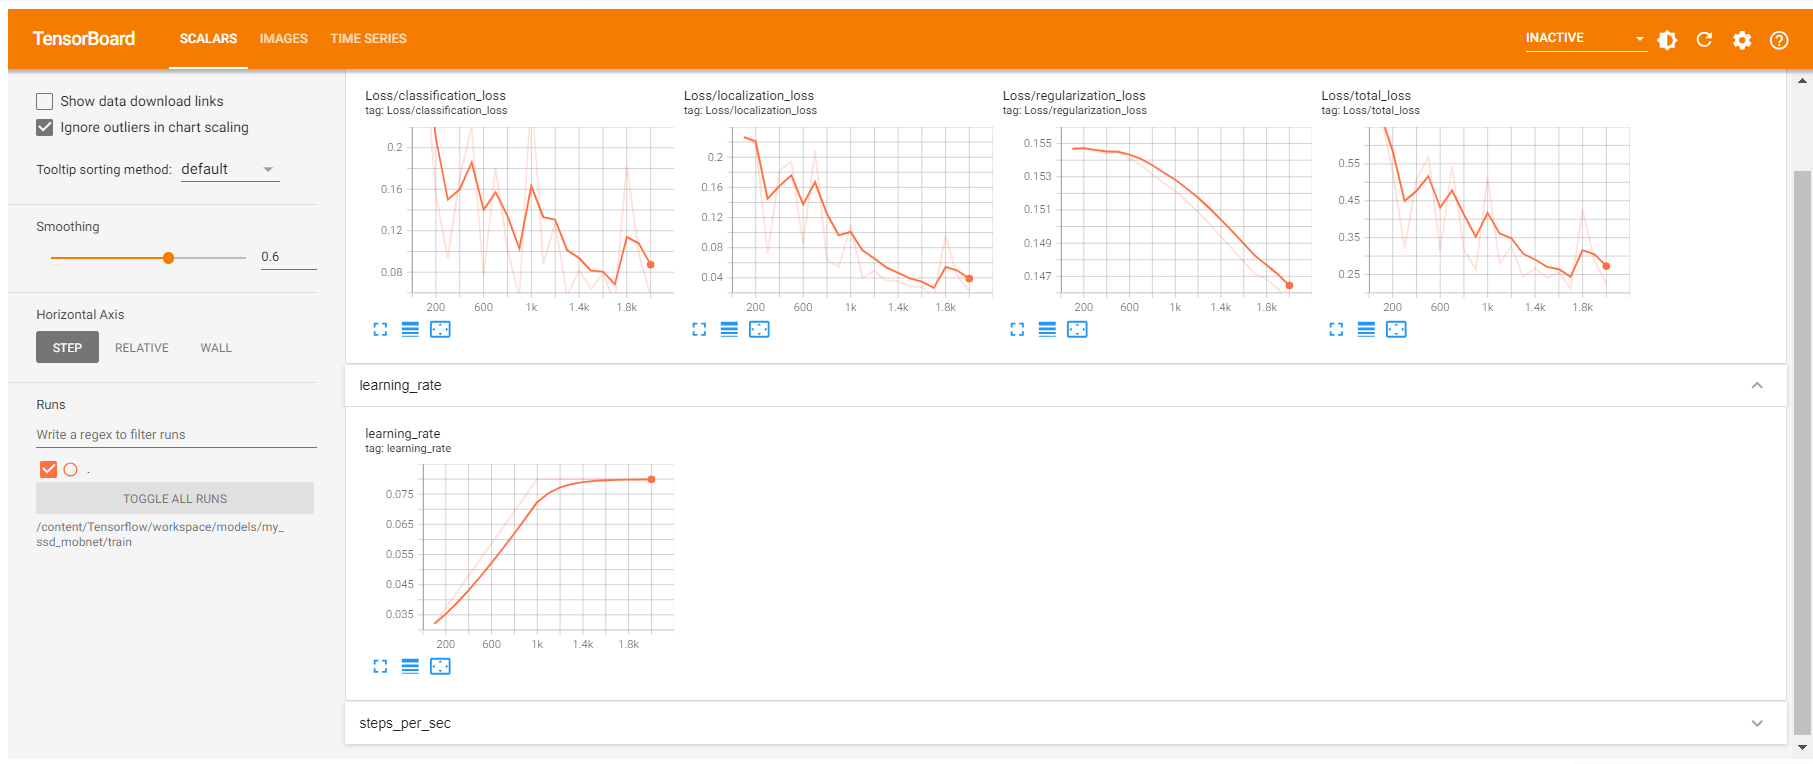 TensorBoard SCALARS IMAGES TIME SERIES INACTIVE
Show data download links
Ignore outliers in chart scaling
Tooltip sorting method: default
Smoothing
0.6
Horizontal Axis
STEP RELATIVE WALL
Runs
Write a regex to filter runs
.
TOGGLE ALL RUNS
/content/Tensorflow/workspace/models/my_
ssd_mobnet/train
Loss/classification_loss
tag: Loss/classification_loss
0.2
0.16
0.12
0.08
200 600 1k 1.4k 1.8k
Loss/localization_loss
tag: Loss/localization_loss
0.2
0.16
0.12
0.08
0.04
200 600 1k 1.4k 1.8k
Loss/regularization_loss
tag: Loss/regularization_loss
0.155
0.153
0.151
0.149
0.147
200 600 1k 1.4k 1.8k
Loss/total_loss
tag: Loss/total_loss
0.55
0.45
0.35
0.25
200 600 1k 1.4k 1.8k
learning_rate
learning_rate
tag: learning_rate
0.075
0.065
0.055
0.045
0.035
200 600 1k 1.4k 1.8k
steps_per_sec